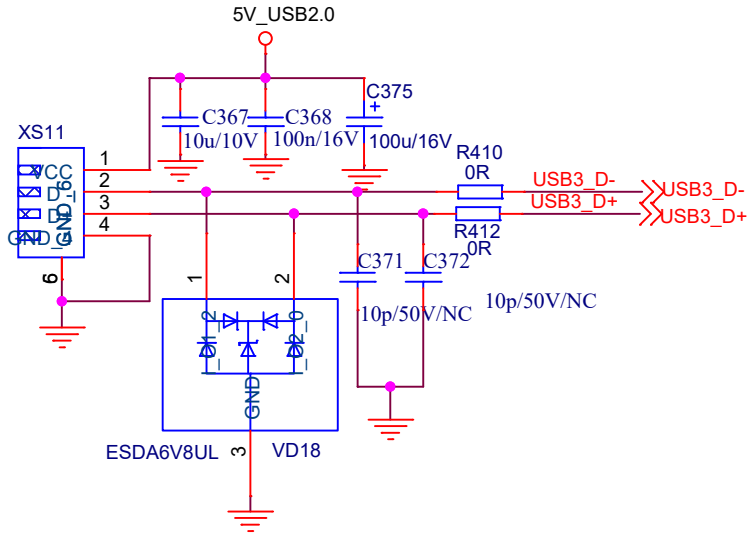 5V_USB2.0
C375
C367
C368
10u/10V
100n/16V
100u/16V
XS11
1
VCC
2
3
4
GND_4
GND_6
6
R410
0R
USB3_D-
USB3_D-
USB3_D+
USB3_D+
R412
0R
C371
C372
10p/50V/NC
10p/50V/NC
1
2
GND
ESDA6V8UL
3
VD18